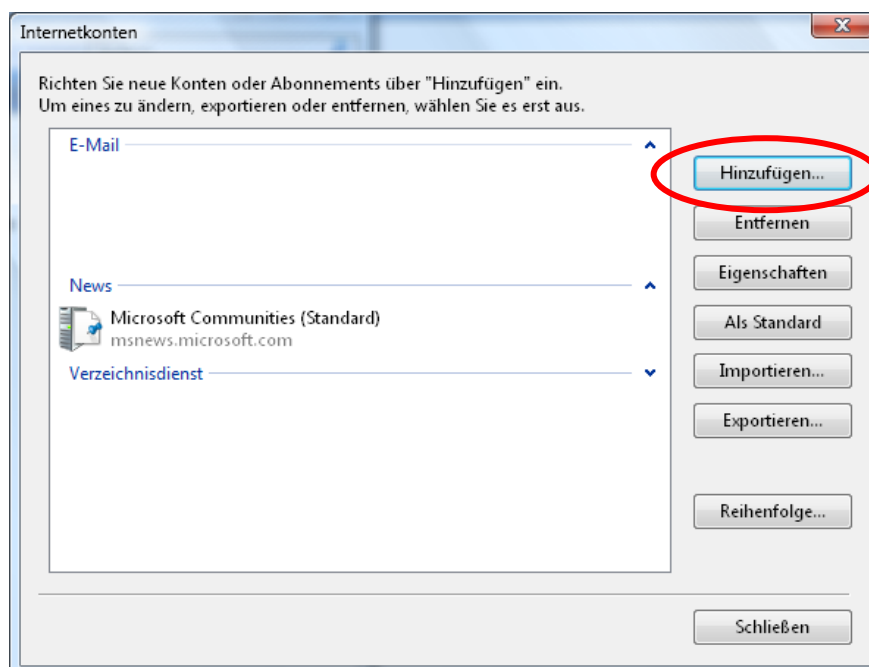 Internetkonten
Richten Sie neue Konten oder Abonnements über "Hinzufügen" ein.
Um eines zu ändern, exportieren oder entfernen, wählen Sie es erst aus.
E-Mail
Hinzufügen...
Entfernen
Eigenschaften
News
Microsoft Communities (Standard)
msnews.microsoft.com
Als Standard
Verzeichnisdienst
Importieren...
Exportieren...
Reihenfolge...
Schließen